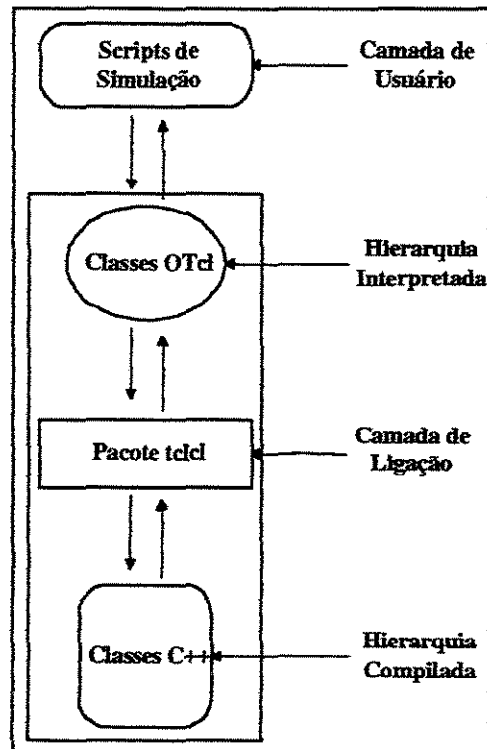 Scripts de
Simulação
Camada de
Usuário
Classes OTcl
Hierarquia
Interpretada
Pacote tclcl
Camada de
Ligação
Classes C++
Hierarquia
Compilada